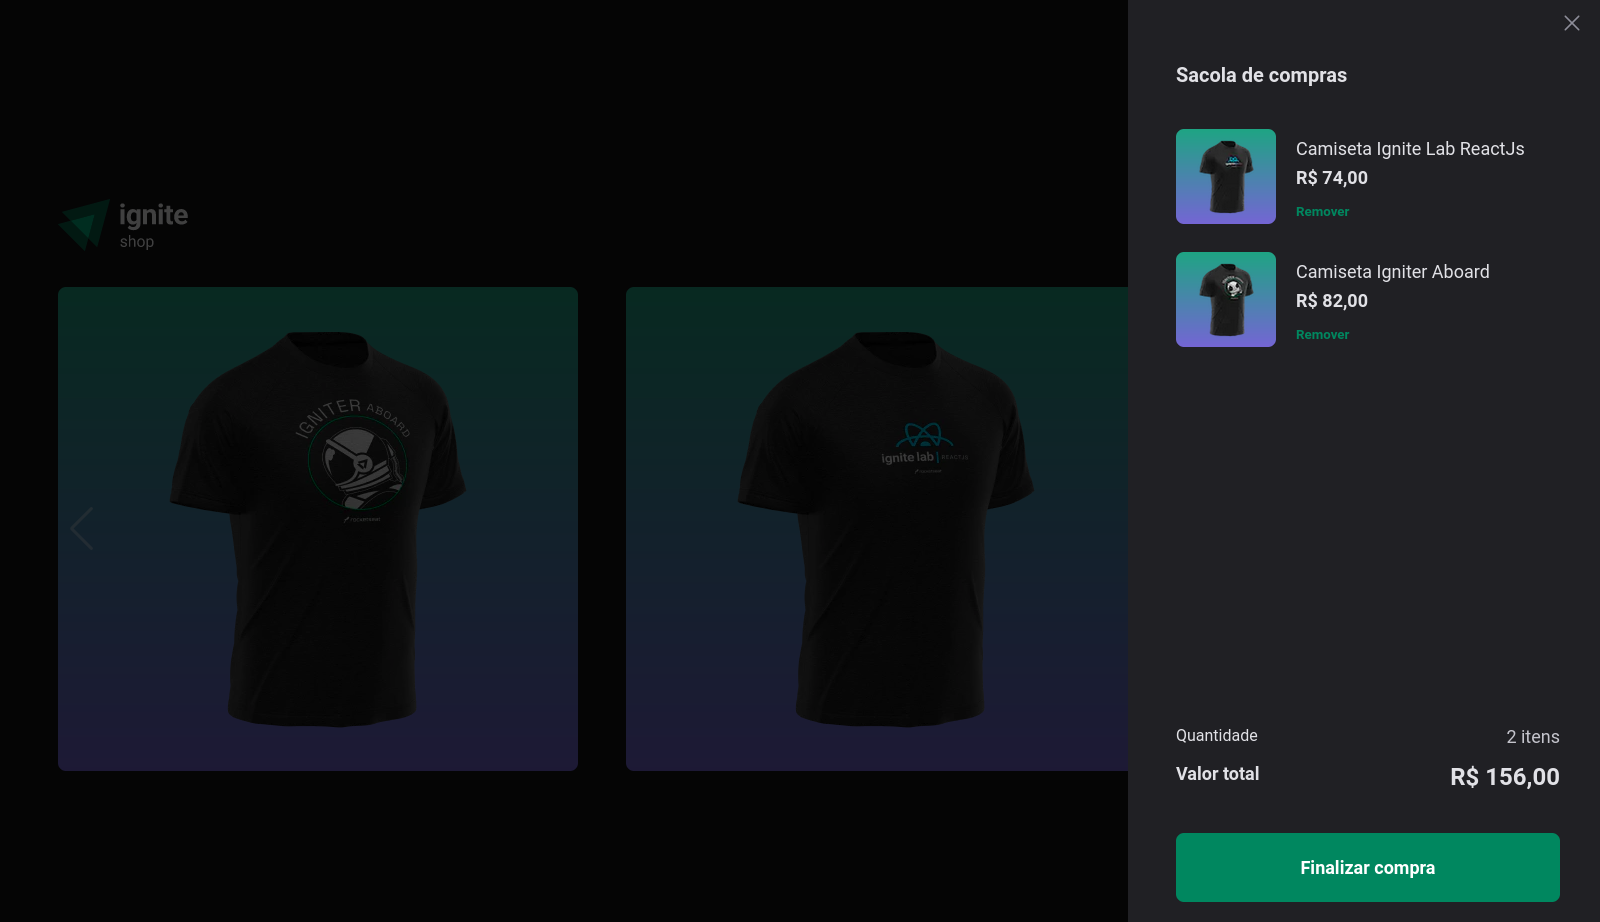 ignite
shop
IGNITER ABOARD
ignite lab | REACTJS
Sacola de compras
Camiseta Ignite Lab ReactJs
R$ 74,00
Remover
Camiseta Igniter Aboard
R$ 82,00
Remover
Quantidade
2 itens
Valor total
R$ 156,00
Finalizar compra